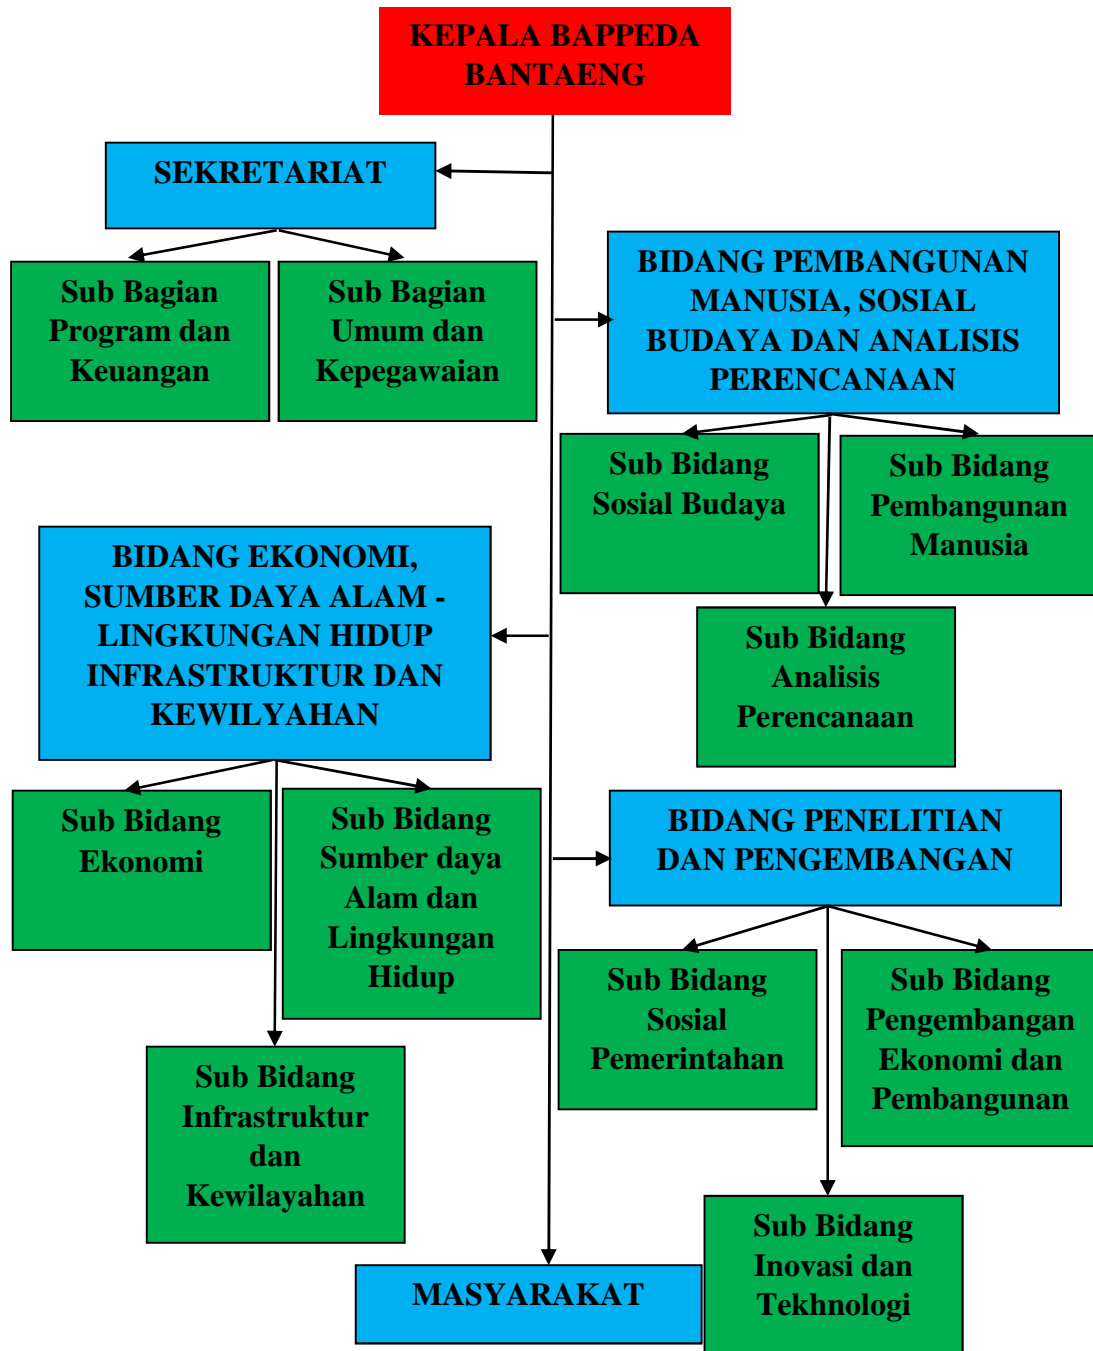 KEPALA BAPPEDA
BANTAENG
SEKRETARIAT
Sub Bagian
Program dan
Keuangan
Sub Bagian
Umum dan
Kepegawaian
BIDANG PEMBANGUNAN
MANUSIA, SOSIAL
BUDAYA DAN ANALISIS
PERENCANAAN
Sub Bidang
Sosial Budaya
Sub Bidang
Pembangunan
Manusia
Sub Bidang
Analisis
Perencanaan
BIDANG EKONOMI,
SUMBER DAYA ALAM -
LINGKUNGAN HIDUP
INFRASTRUKTUR DAN
KEWILYAHAN
Sub Bidang
Ekonomi
Sub Bidang
Sumber daya
Alam dan
Lingkungan
Hidup
Sub Bidang
Infrastruktur
dan
Kewilayahan
BIDANG PENELITIAN
DAN PENGEMBANGAN
Sub Bidang
Sosial
Pemerintahan
Sub Bidang
Pengembangan
Ekonomi dan
Pembangunan
Sub Bidang
Inovasi dan
Tekhnologi
MASYARAKAT